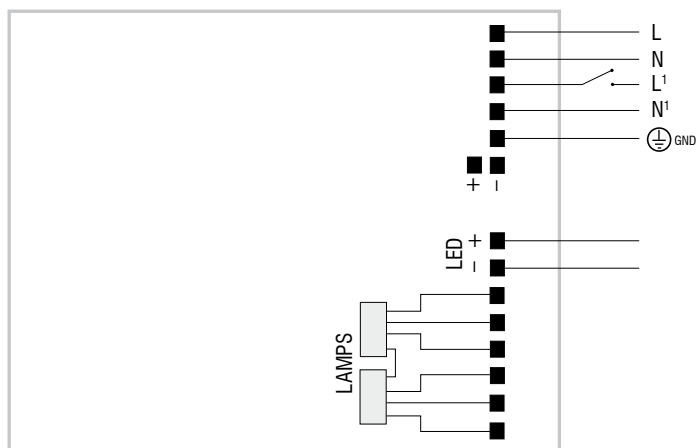 L
N
L¹
N¹
GND
+ –
LED + –
LAMPS